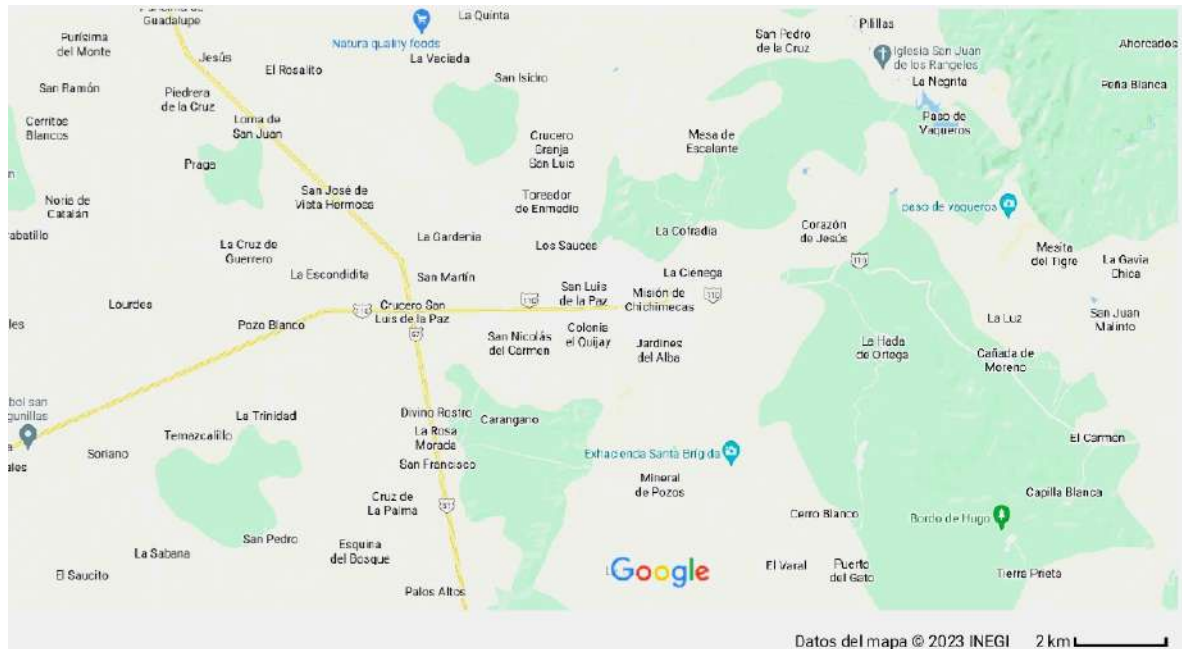 Guadalupe
La Quinta
Pilillas
Purísima
del Monte
Natura quality foods
San Pedro
de la Cruz
Ahorcados
Jesús
La Vaciada
Iglesia San Juan
de los Rangeles
El Rosalito
San Isidro
La Negrita
San Ramón
Piedrera
de la Cruz
Peña Blanca
Cerritos
Blancos
Loma de
San Juan
Paso de
Vaqueros
Crucero
Granja
San Luis
Mesa de
Escalante
Praga
San José de
Vista Hermosa
Toreador
de Enmedio
Noria de
Catalán
paso de vaqueros
La Cofradia
Corazón
de Jesús
La Gardenia
Los Sauces
La Cruz de
Guerrero
Mesita
del Tigre
La Gavia
Chica
La Escondidita
San Martín
La Ciénega
111
San Luis
de la Paz
Misión de
Chichimecas
110
110
Lourdes
Crucero San
Luis de la Paz
Pozo Blanco
57
La Luz
San Juan
Malinto
San Nicolás
del Carmen
Colonia
el Quijay
Jardines
del Alba
La Hada
de Ortega
Cañada de
Moreno
La Trinidad
Divino Rostro
Carangano
Temazcalillo
La Rosa
Morada
El Carmen
Soriano
San Francisco
Exhacienda Santa Brigida
Mineral
de Pozos
Cruz de
La Palma
Capilla Blanca
Cerro Blanco
Bordo de Hugo
San Pedro
La Sabana
Esquina
del Bosque
El Saucito
Google
El Varal
Puerto
del Gato
Tierra Prieta
Palos Altos
Datos del mapa © 2023 INEGI 2 km